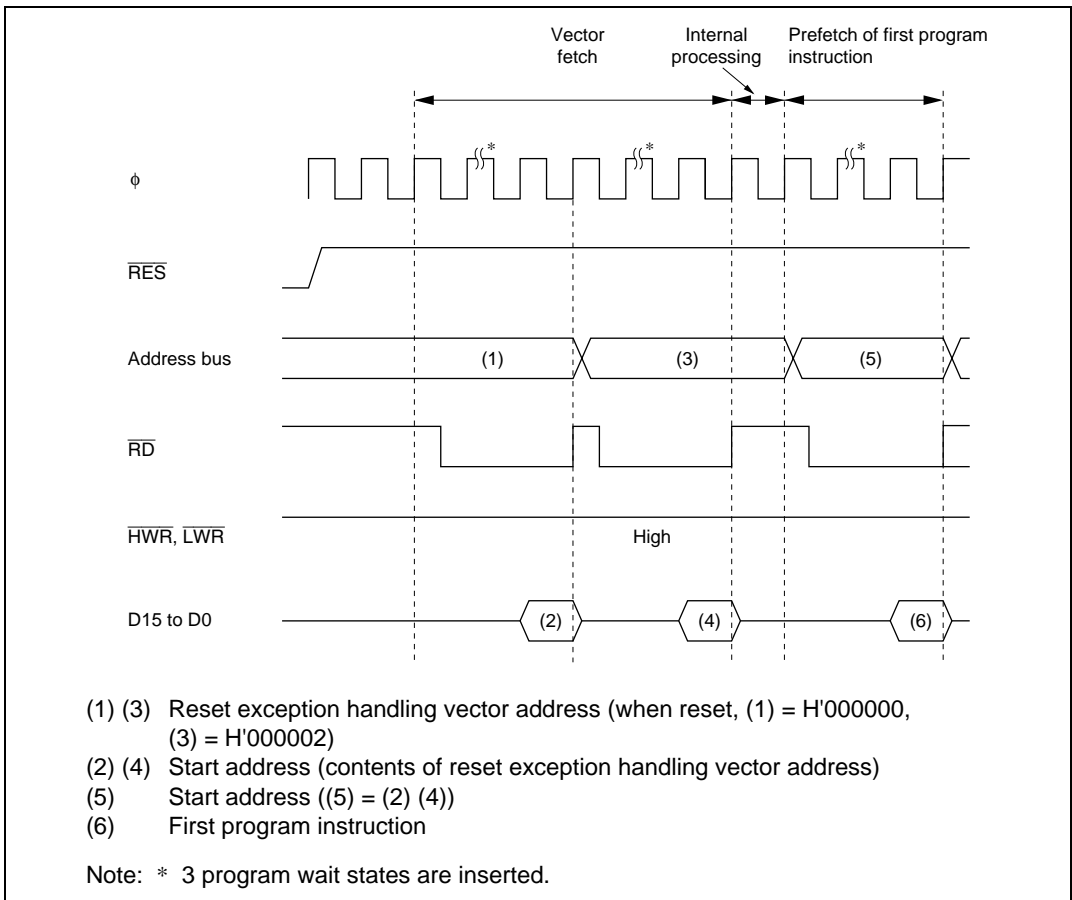 Vector fetch
Internal processing
Prefetch of first program instruction
* * *
φ
RES
Address bus (1) (3) (5)
RD
HWR, LWR High
D15 to D0 (2) (4) (6)
(1) (3) Reset exception handling vector address (when reset, (1) = H'000000,
(3) = H'000002)
(2) (4) Start address (contents of reset exception handling vector address)
(5) Start address ((5) = (2) (4))
(6) First program instruction
Note: * 3 program wait states are inserted.